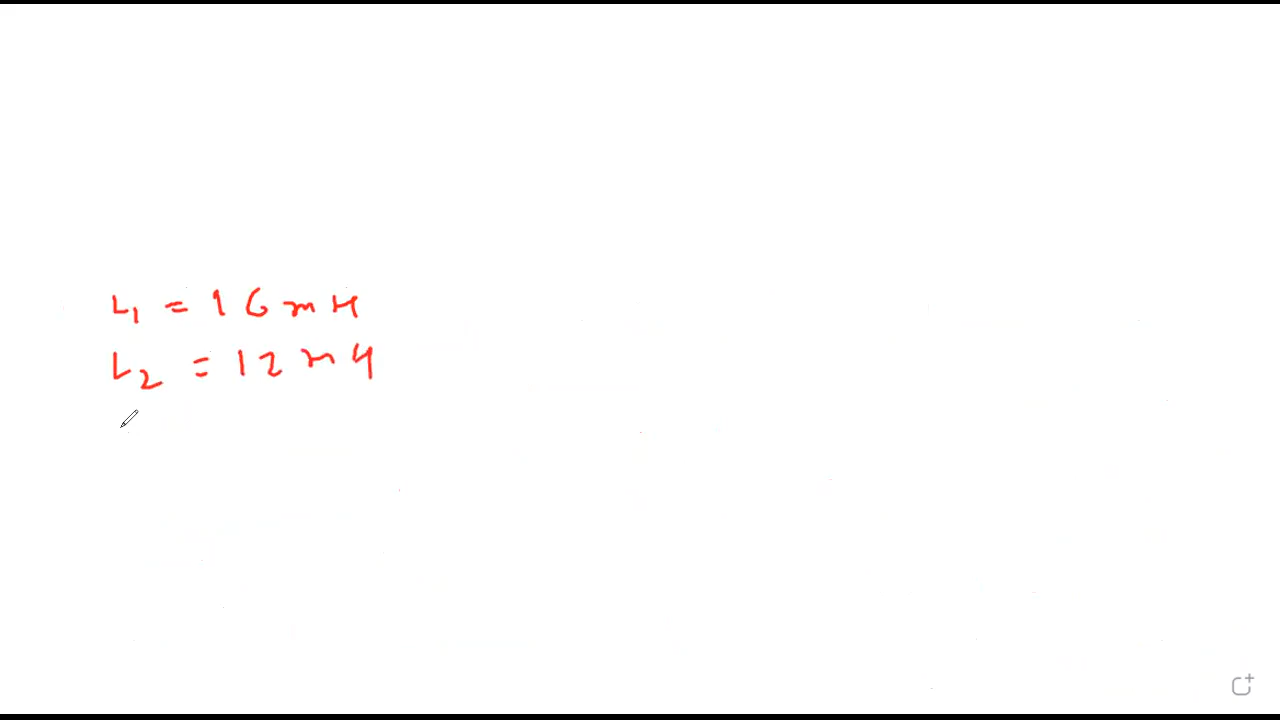 L1 = 16 mH
L2 = 12 mH